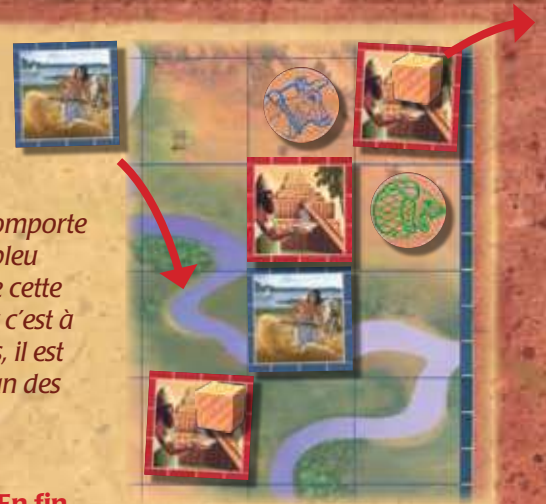 omporte
bleu
e cette
c'est à
s, il est
un des
En fin